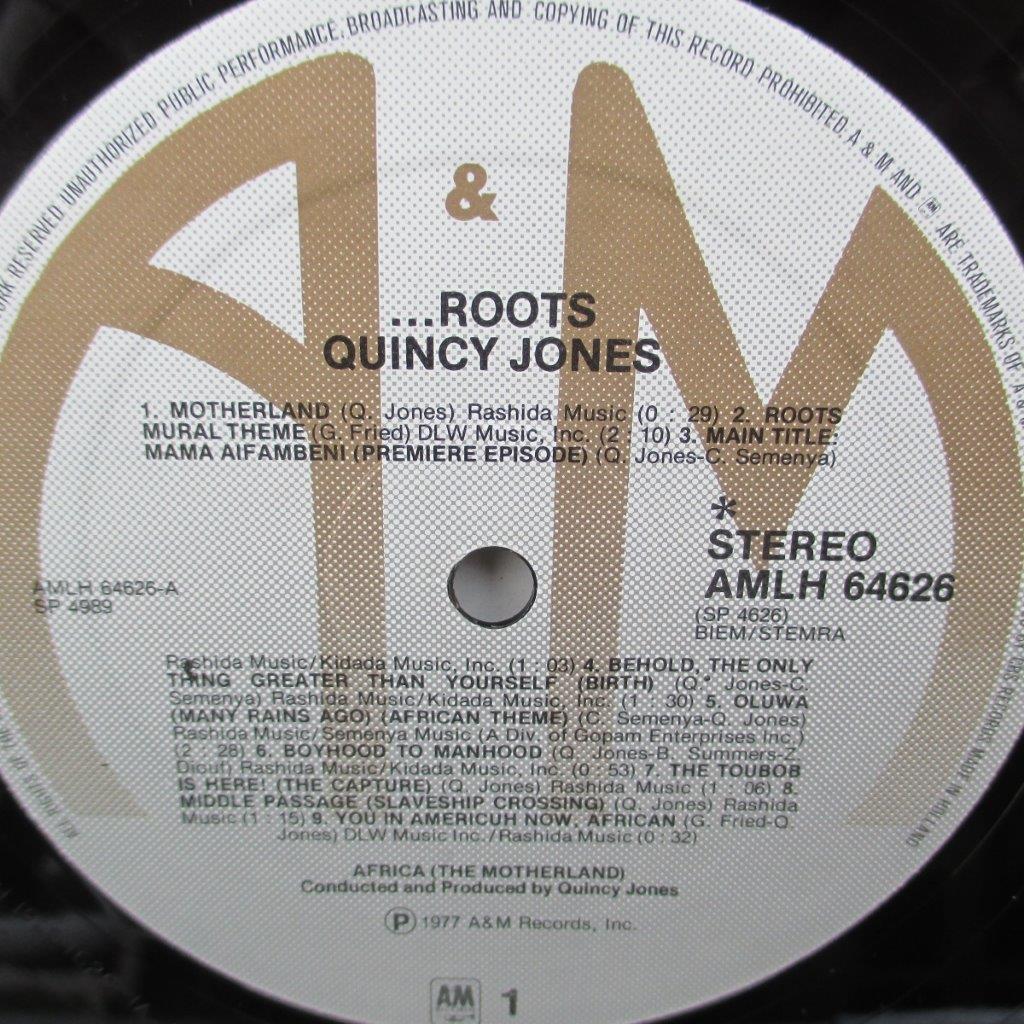 RK RESERVED UNAUTHORIZED PUBLIC PERFORMANCE. BROADCASTING AND COPYING OF THIS RECORD PROHIBITED A & M AND AM ARE TRADEMARKS OF A &
A & M
...ROOTS
QUINCY JONES
1. MOTHERLAND (Q. Jones) Rashida Music (0 : 29) 2. ROOTS
MURAL THEME (G. Fried) DLW Music, Inc. (2 : 10) 3. MAIN TITLE:
MAMA AIFAMBENI (PREMIERE EPISODE) (Q. Jones-C. Semenya)
*
STEREO
AMLH 64626
(SP 4626)
BIEM/STEMRA
AMLH 64626-A
SP 4989
Rashida Music/Kidada Music, Inc. (1 : 03) 4. BEHOLD, THE ONLY
THING GREATER THAN YOURSELF (BIRTH) (Q. Jones-C.
Semenya) Rashida Music/Kidada Music, Inc. (1 : 30) 5. OLUWA
(MANY RAINS AGO) (AFRICAN THEME) (C. Semenya-Q. Jones)
Rashida Music/Semenya Music (A Div. of Gopam Enterprises Inc.)
(2 : 28) 6. BOYHOOD TO MANHOOD (Q. Jones-B. Summers-Z.
Diouf) Rashida Music/Kidada Music, Inc. (0 : 53) 7. THE TOUBOB
IS HERE! (THE CAPTURE) (Q. Jones) Rashida Music (1 : 06) 8.
MIDDLE PASSAGE (SLAVESHIP CROSSING) (Q. Jones) Rashida
Music (1 : 15) 9. YOU IN AMERICUH NOW, AFRICAN (G. Fried-Q.
Jones) DLW Music Inc./Rashida Music (0 : 32)
AFRICA (THE MOTHERLAND)
Conducted and Produced by Quincy Jones
Ⓟ 1977 A&M Records, Inc.
AM 1
CBS RECORDS MADE IN HOLLAND
OF THE